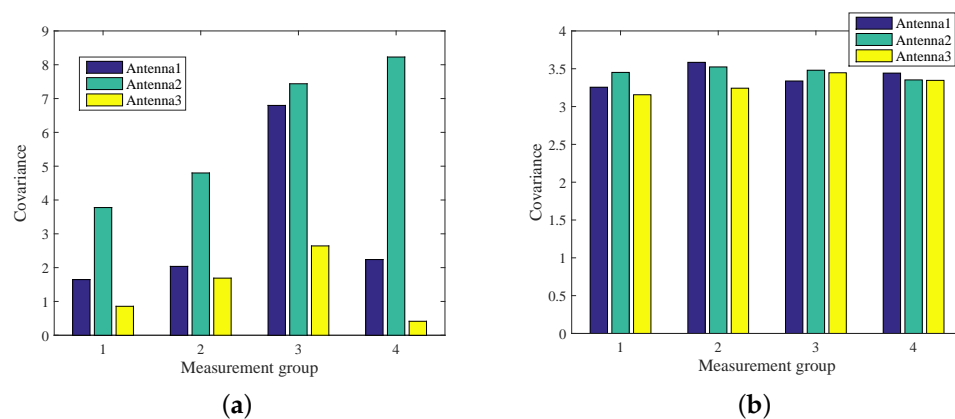 9
8
7
6
5
4
3
2
1
0
Covariance
Antenna1
Antenna2
Antenna3
1 2 3 4
Measurement group
(a)
4
3.5
3
2.5
2
1.5
1
0.5
0
Covariance
Antenna1
Antenna2
Antenna3
1 2 3 4
Measurement group
(b)